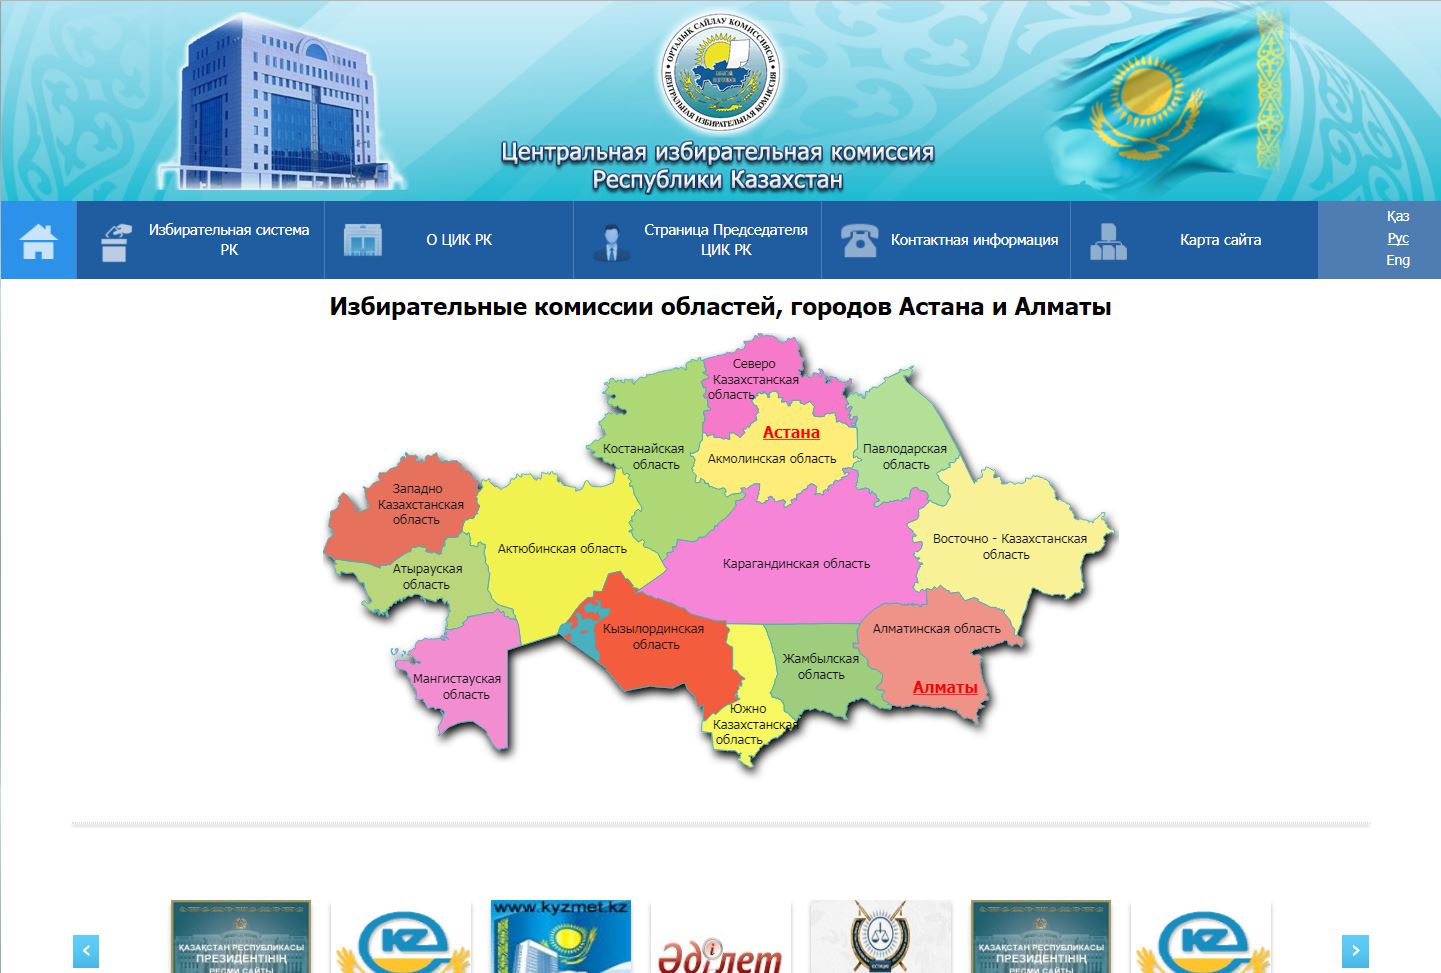 ОРТАЛЫҚ САЙЛАУ КОМИССИЯСЫ
ЦЕНТРАЛЬНАЯ ИЗБИРАТЕЛЬНАЯ КОМИССИЯ
Центральная избирательная комиссия
Республики Казахстан
Избирательная система
РК
О ЦИК РК
Страница Председателя
ЦИК РК
Контактная информация
Карта сайта
Қаз
Рус
Eng
Избирательные комиссии областей, городов Астана и Алматы
Северо
Казахстанская
область
Астана
Акмолинская область
Костанайская
область
Павлодарская
область
Западно
Казахстанская
область
Актюбинская область
Восточно - Казахстанская
область
Атырауская
область
Карагандинская область
Кызылординская
область
Алматинская область
Жамбылская
область
Мангистауская
область
Алматы
Южно
Казахстанская
область
ҚАЗАҚСТАН РЕСПУБЛИКАСЫ
ПРЕЗИДЕНТІНІҢ
РЕСМИ САЙТЫ
KZ
www.kyzmet.kz
Әділет
ҚАЗАҚСТАН РЕСПУБЛИКАСЫ
ПРЕЗИДЕНТІНІҢ
РЕСМИ САЙТЫ
KZ